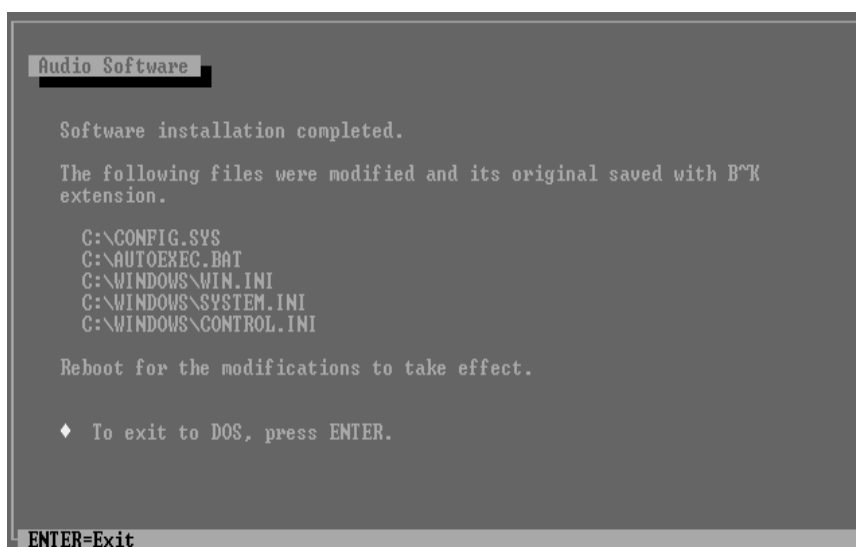 Audio Software
Software installation completed.
The following files were modified and its original saved with B~K
extension.
C:\CONFIG.SYS
C:\AUTOEXEC.BAT
C:\WINDOWS\WIN.INI
C:\WINDOWS\SYSTEM.INI
C:\WINDOWS\CONTROL.INI
Reboot for the modifications to take effect.
♦ To exit to DOS, press ENTER.
ENTER=Exit